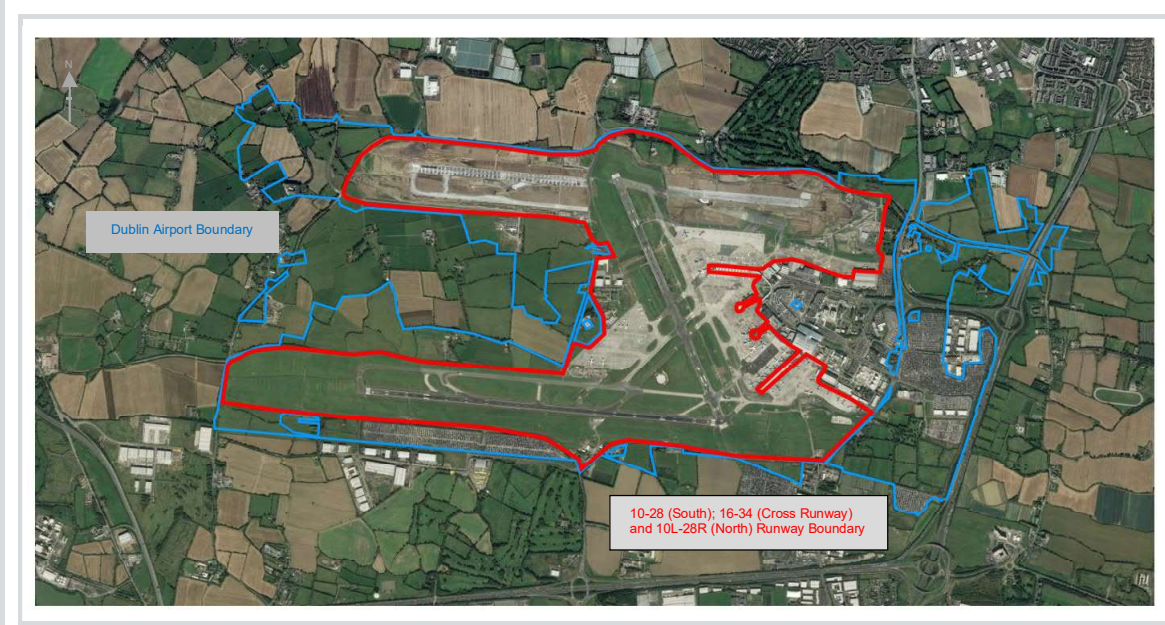 N
Dublin Airport Boundary
10-28 (South); 16-34 (Cross Runway)
and 10L-28R (North) Runway Boundary